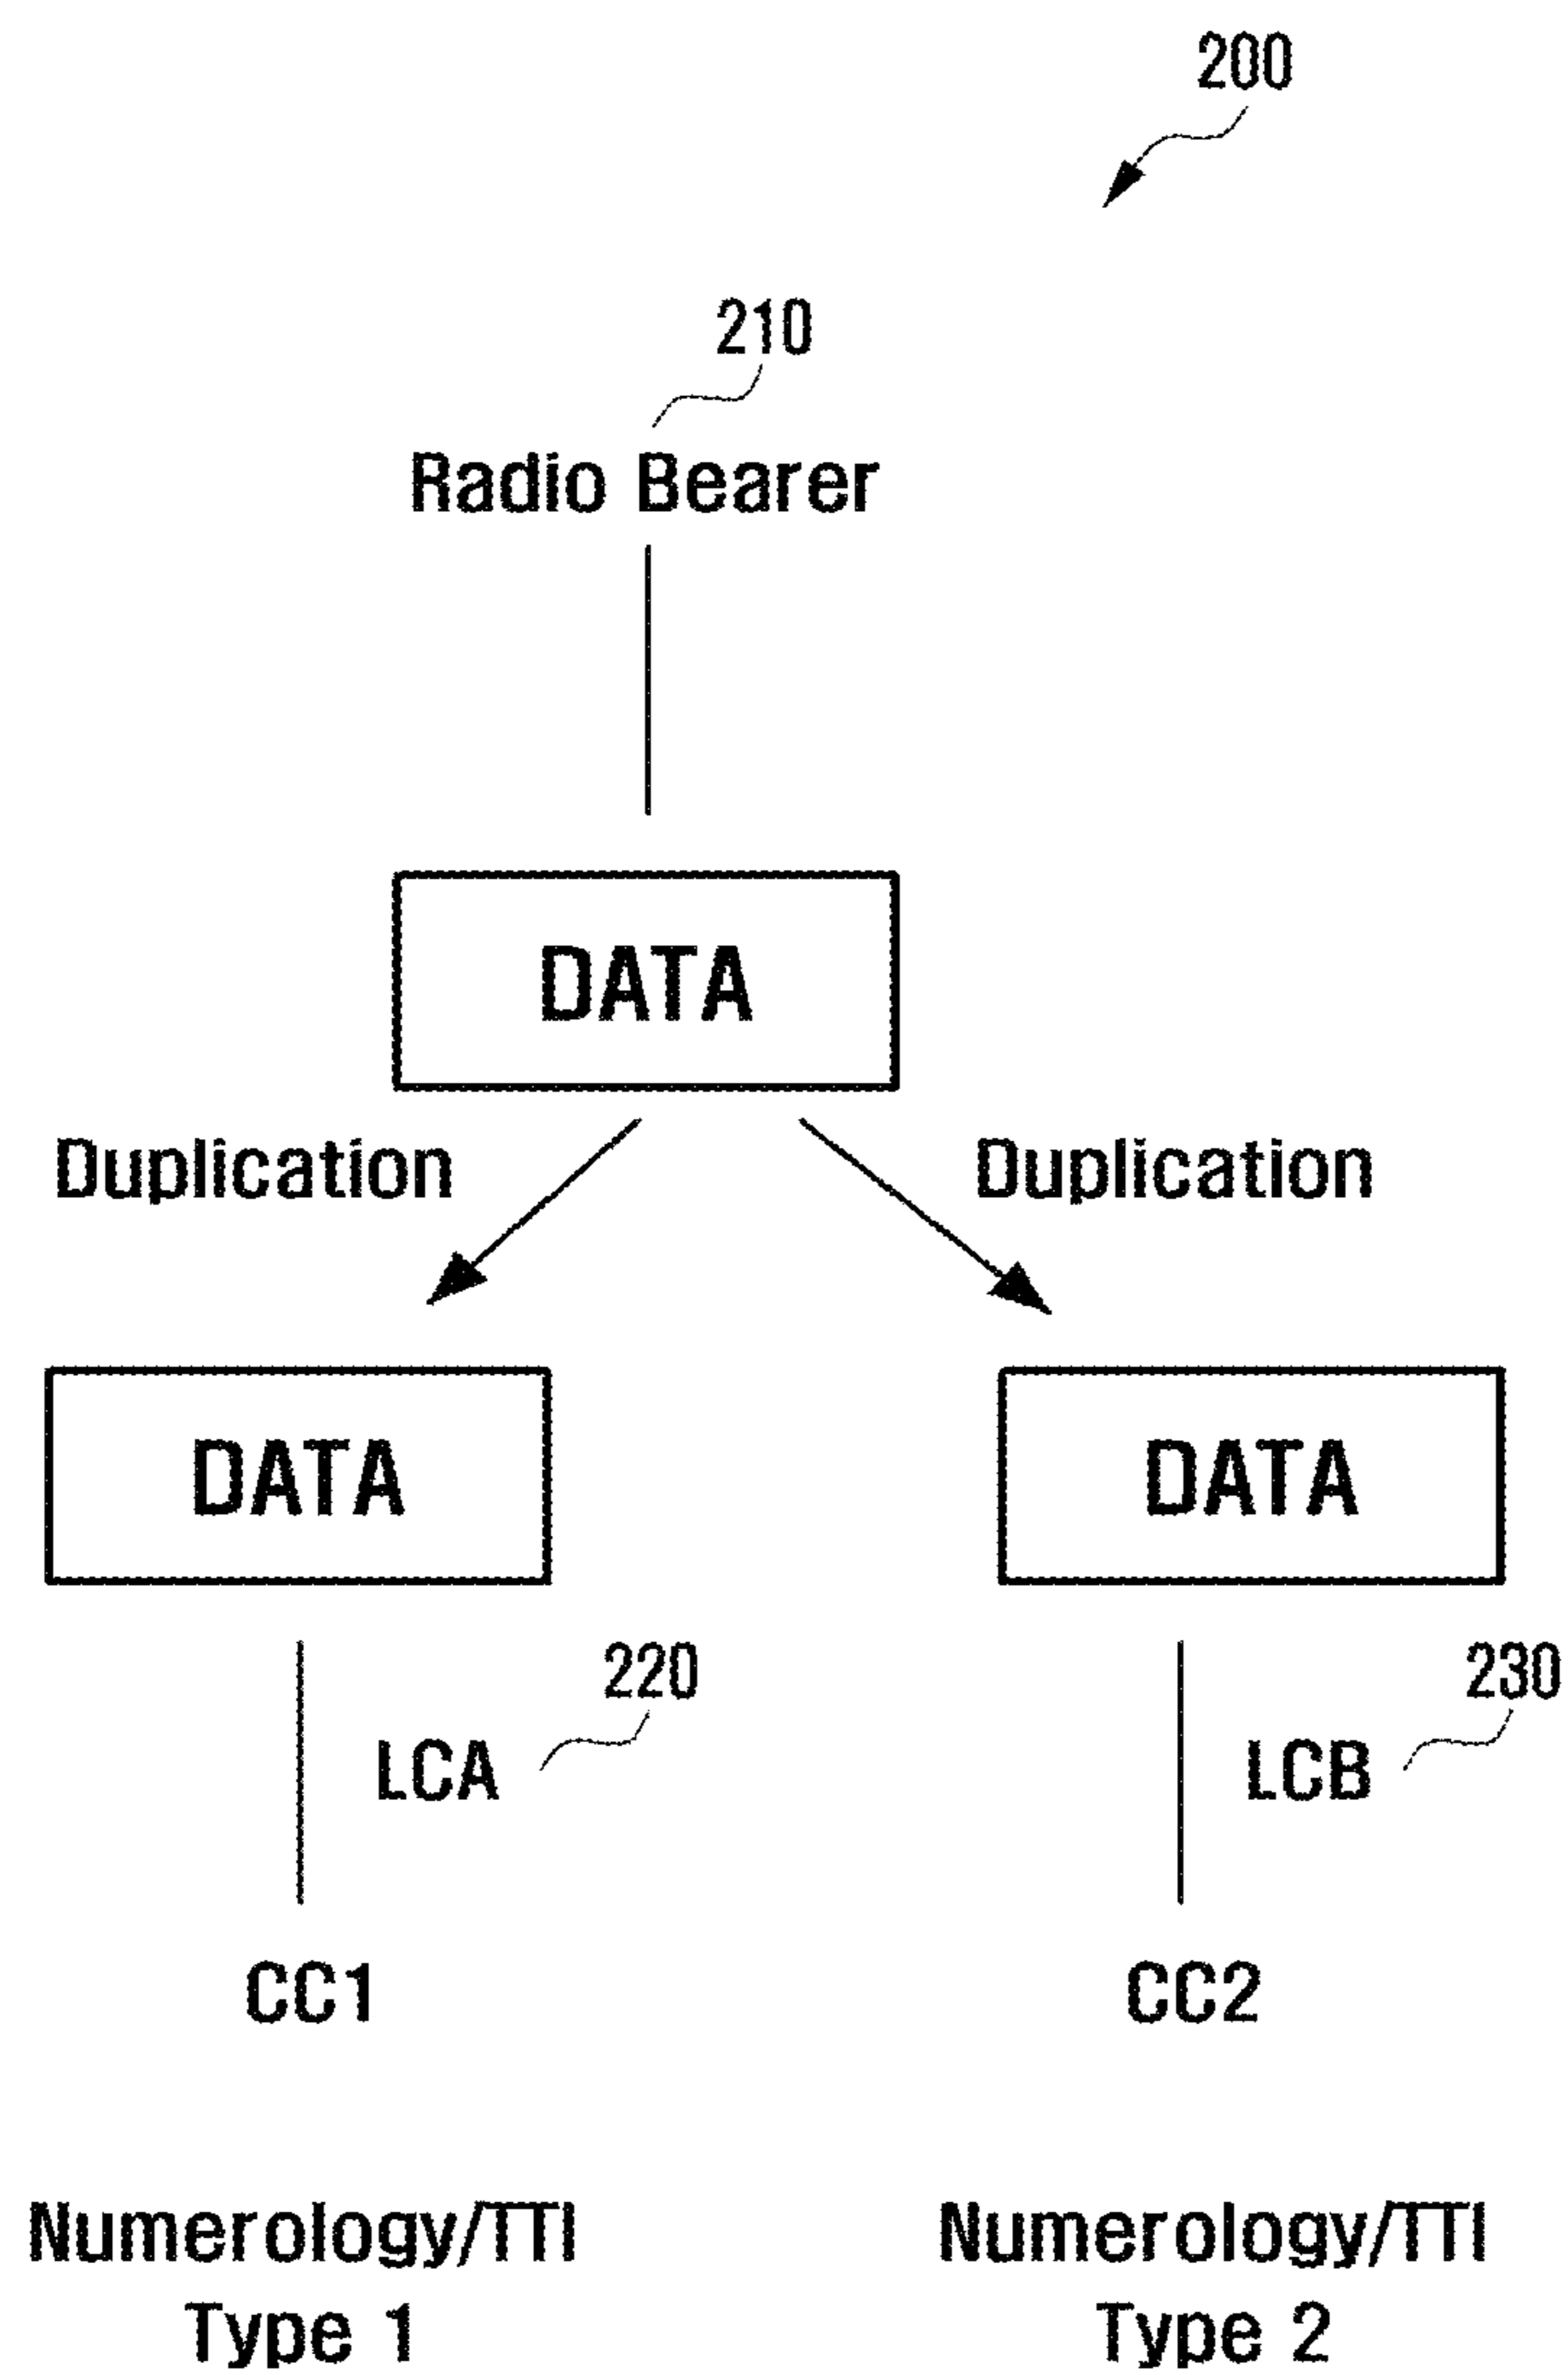 200
210
Radio Bearer
DATA
Duplication
Duplication
DATA
DATA
220
230
LCA
LCB
CC1
CC2
Numerology/TTI
Type 1
Numerology/TTI
Type 2